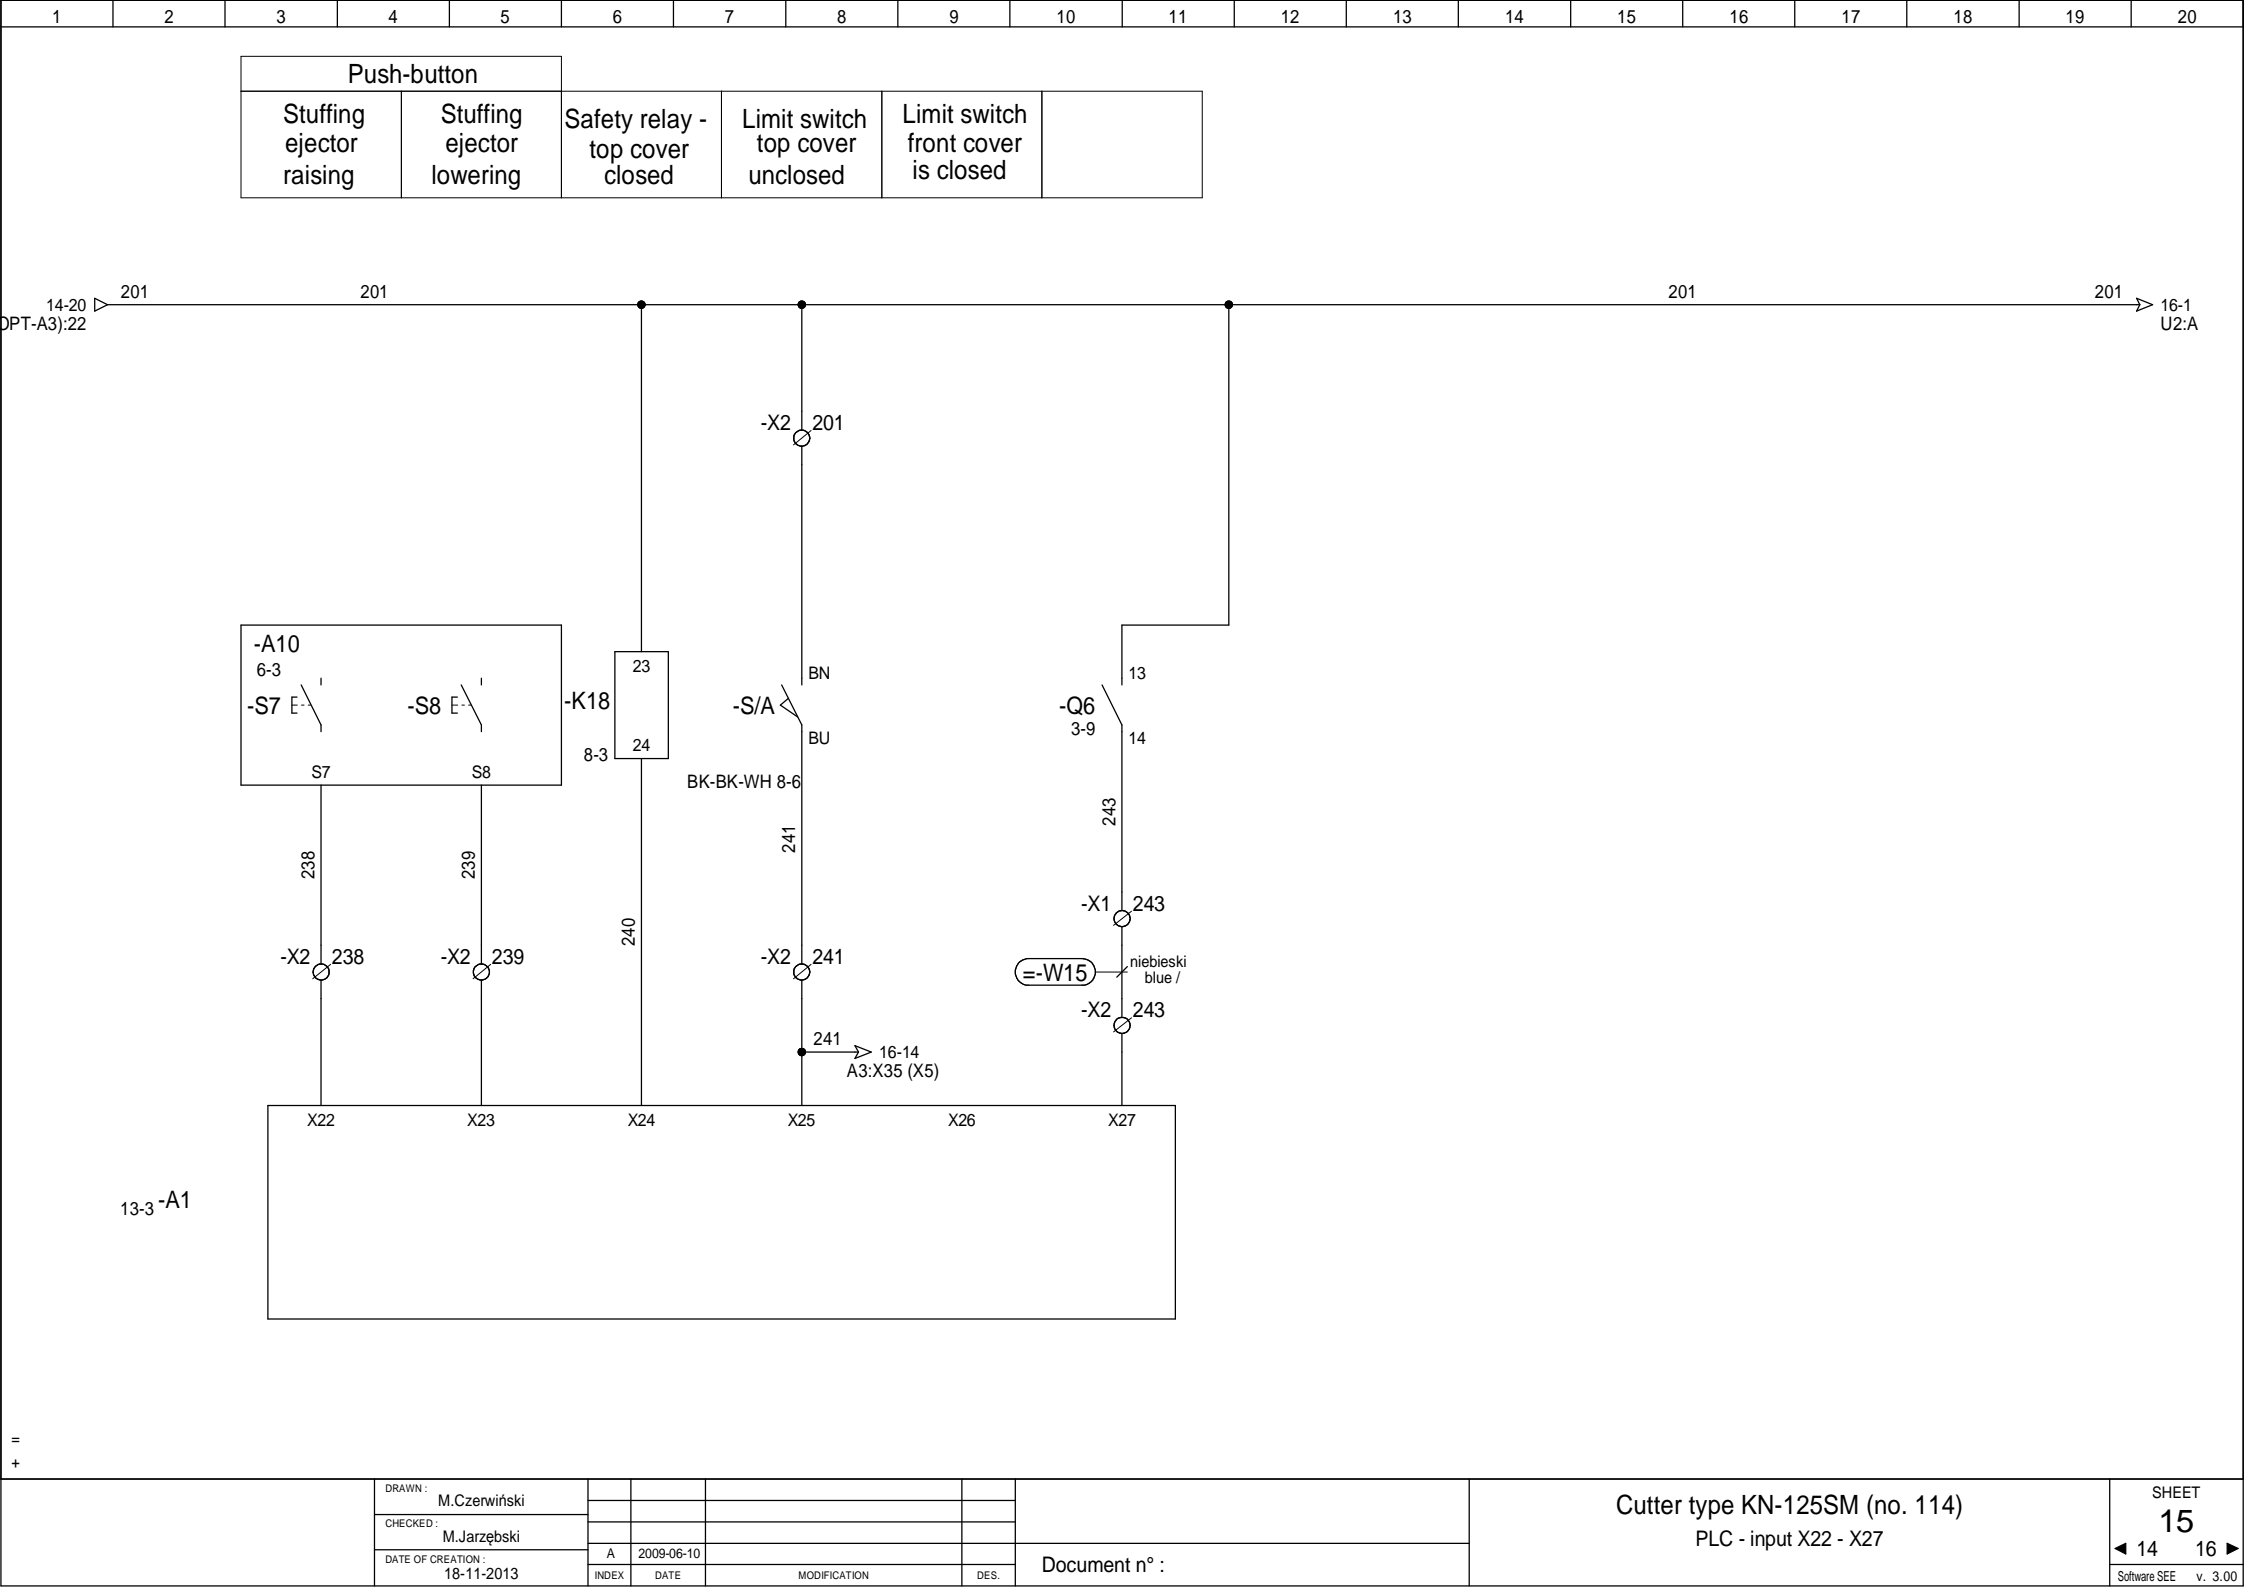 1 2 3 4 5 6 7 8 9 10 11 12 13 14 15 16 17 18 19 20
Push-button
Stuffing
ejector
raising
Stuffing
ejector
lowering
Safety relay -
top cover
closed
Limit switch
top cover
unclosed
Limit switch
front cover
is closed
14-20
OPT-A3):22
201
201
201
201
16-1
U2:A
-X2 201
-A10
6-3
-S7
-S8
S7
S8
-K18
8-3
23
24
-S/A
BN
BU
BK-BK-WH 8-6
-Q6
3-9
13
14
238
239
240
241
243
-X2 238
-X2 239
-X2 241
-X1 243
=-W15
niebieski
blue /
-X2 243
241
16-14
A3:X35 (X5)
X22 X23 X24 X25 X26 X27
13-3 -A1
=
+
DRAWN :
M.Czerwiński
CHECKED :
M.Jarzębski
DATE OF CREATION :
18-11-2013
A 2009-06-10
INDEX DATE MODIFICATION DES.
Document n° :
Cutter type KN-125SM (no. 114)
PLC - input X22 - X27
SHEET
15
◄ 14 16 ►
Software SEE v. 3.00